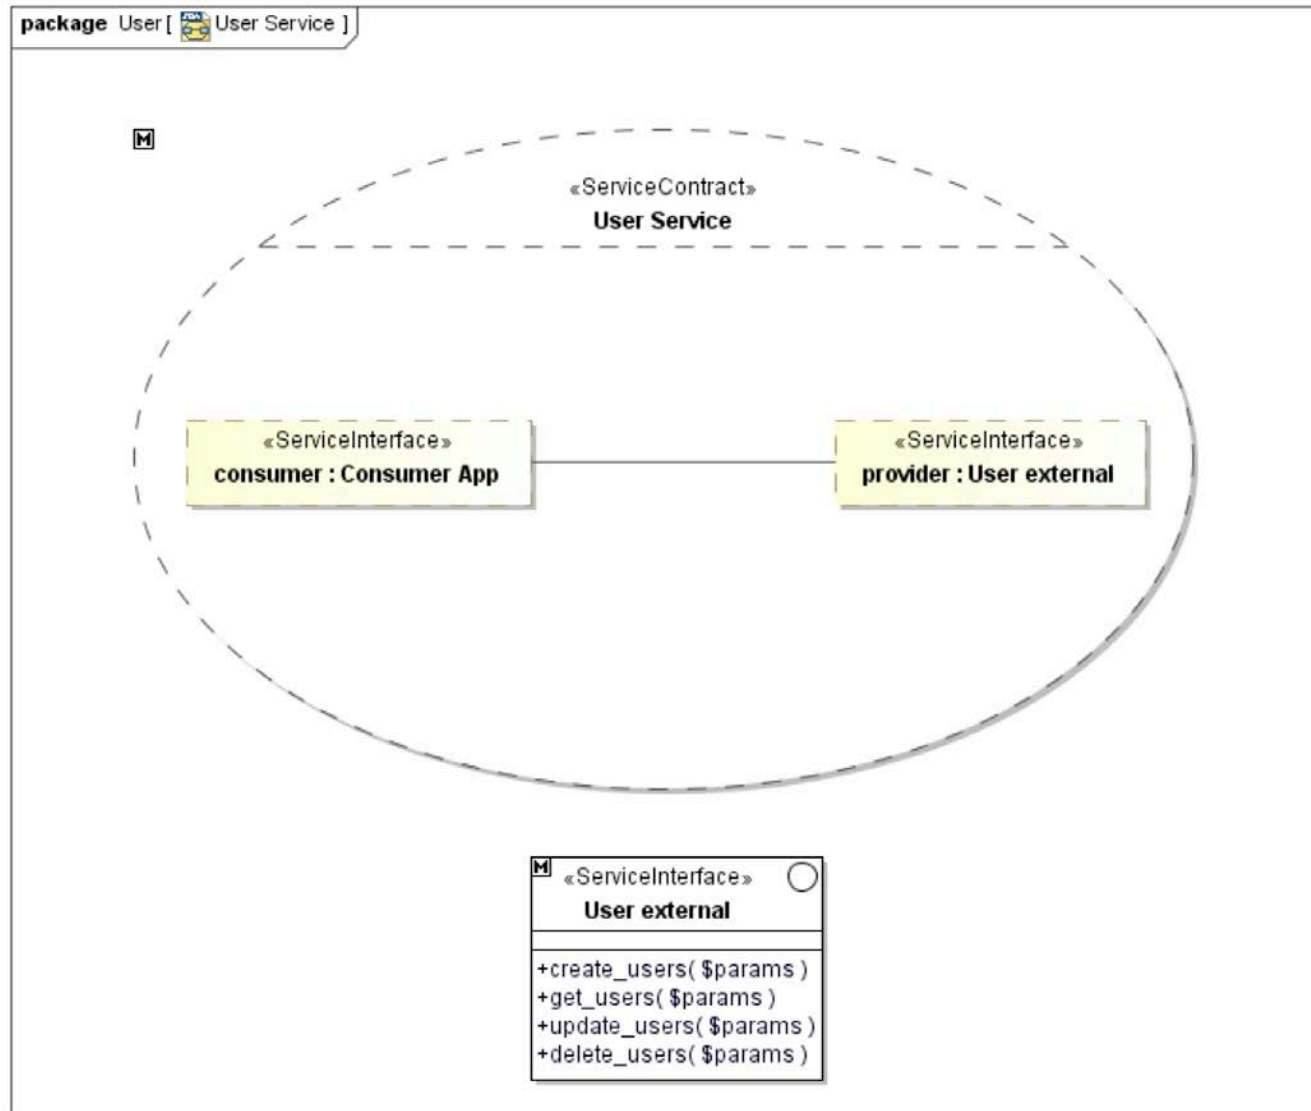 package User [ User Service ]
M
«ServiceContract»
User Service
«ServiceInterface»
consumer : Consumer App
«ServiceInterface»
provider : User external
M
«ServiceInterface»
User external
+create_users( $params )
+get_users( $params )
+update_users( $params )
+delete_users( $params )